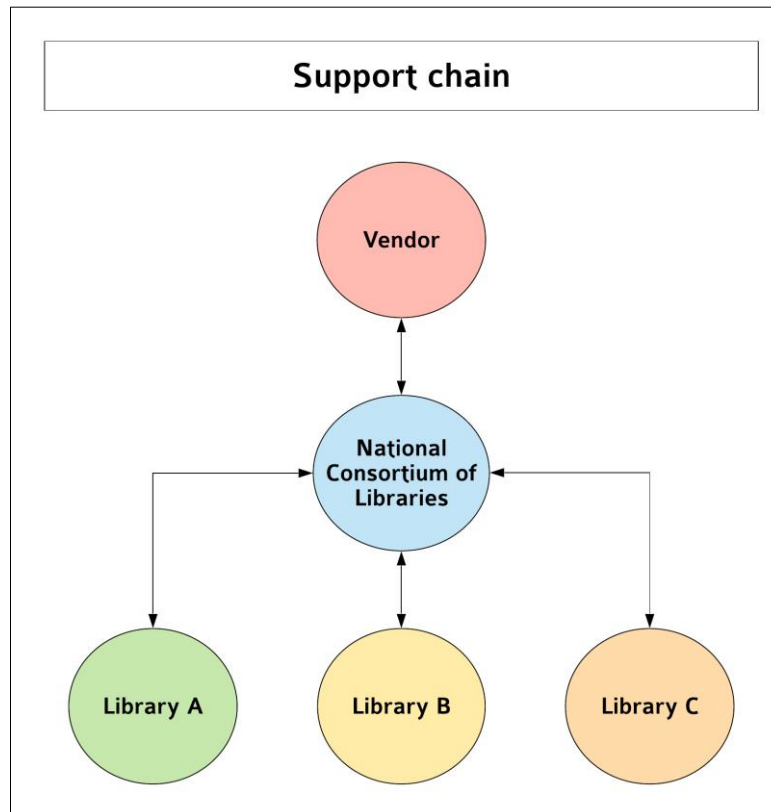 Support chain
Vendor
National
Consortium of
Libraries
Library A
Library B
Library C